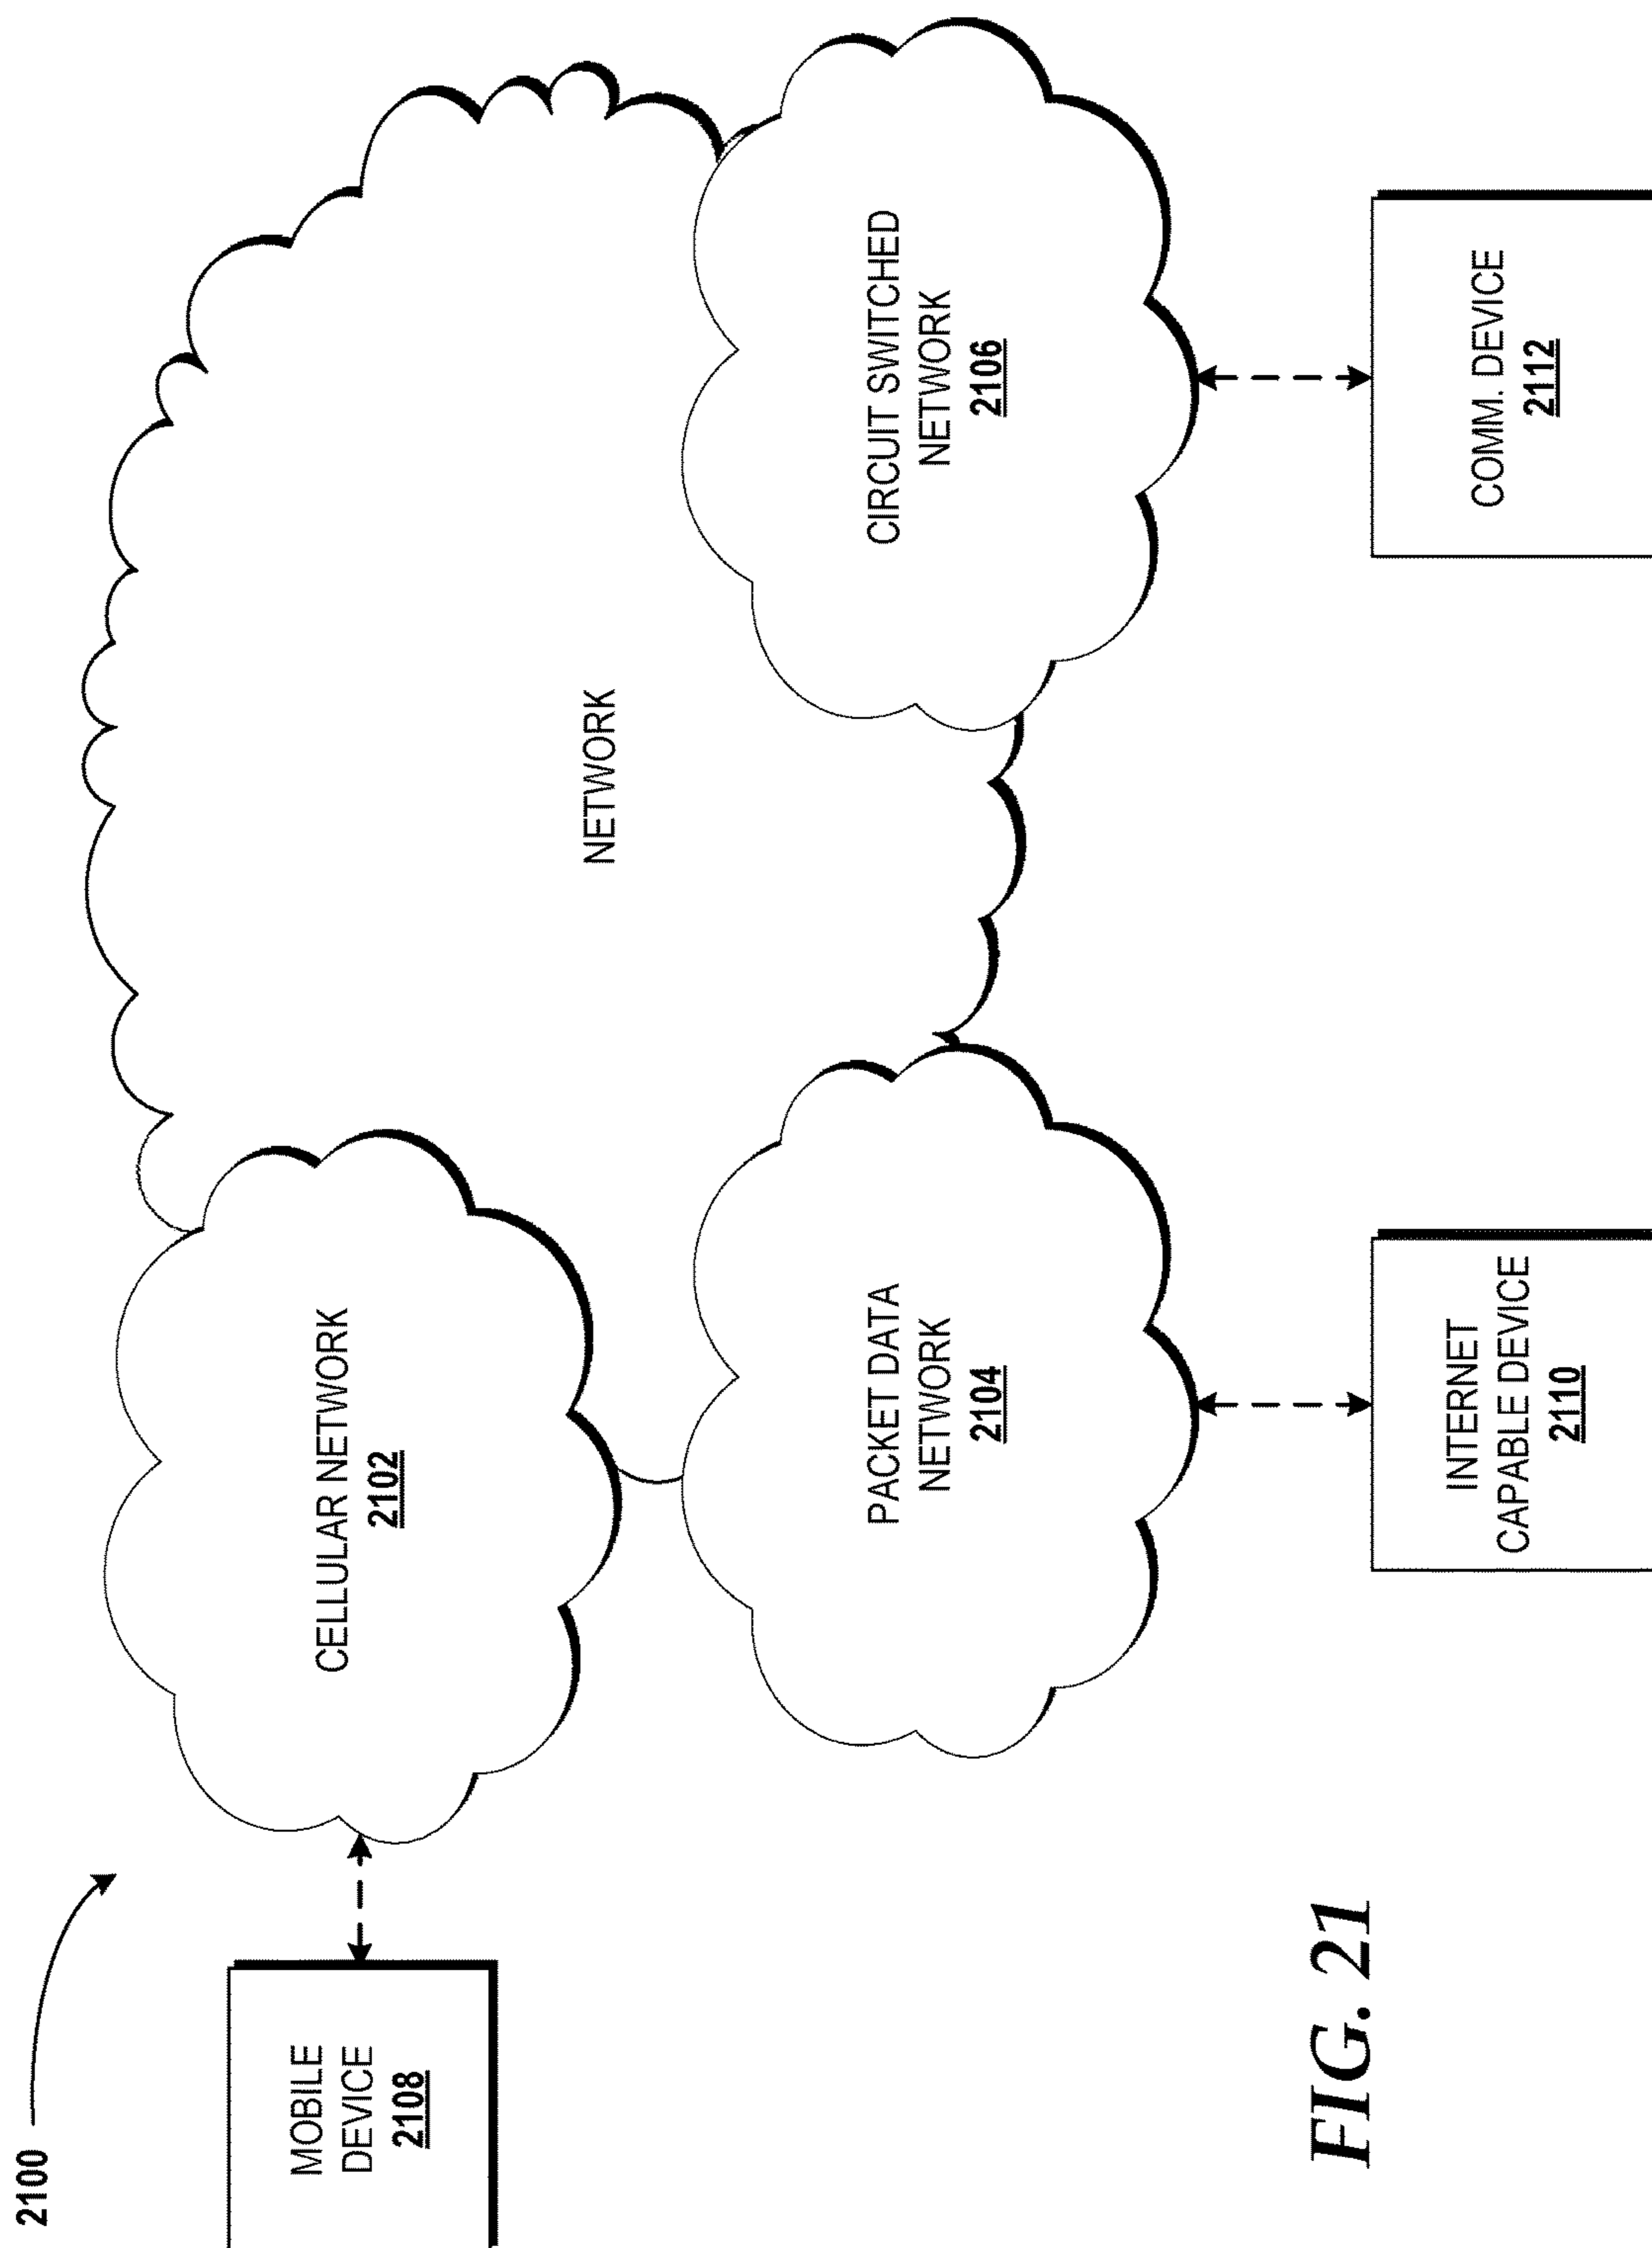 2100
MOBILE
DEVICE
2108
CELLULAR NETWORK
2102
NETWORK
PACKET DATA
NETWORK
2104
CIRCUIT SWITCHED
NETWORK
2106
INTERNET
CAPABLE DEVICE
2110
COMM. DEVICE
2112
FIG. 21